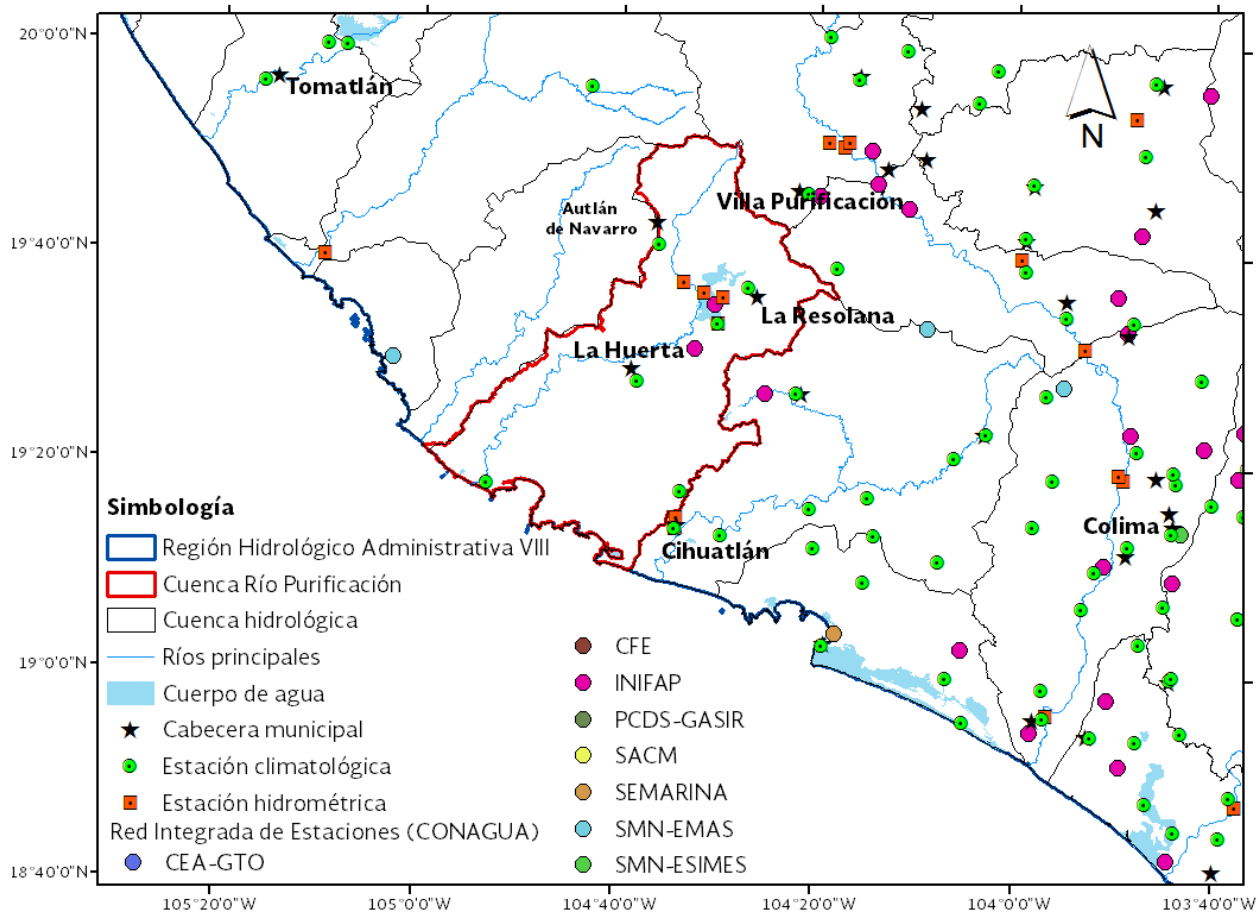 20°0'0"N
19°40'0"N
19°20'0"N
19°0'0"N
18°40'0"N
Tomatlán
N
Autlán
de Navarro
Villa Purificación
La Resolana
La Huerta
Cihuatlán
Colima
Simbología
Región Hidrológico Administrativa VIII
Cuenca Río Purificación
Cuenca hidrológica
Ríos principales
Cuerpo de agua
Cabecera municipal
Estación climatológica
Estación hidrométrica
Red Integrada de Estaciones (CONAGUA)
CEA-GTO
CFE
INIFAP
PCDS-GASIR
SACM
SEMARINA
SMN-EMAS
SMN-ESIMES
105°20'0"W
105°0'0"W
104°40'0"W
104°20'0"W
104°0'0"W
103°40'0"W